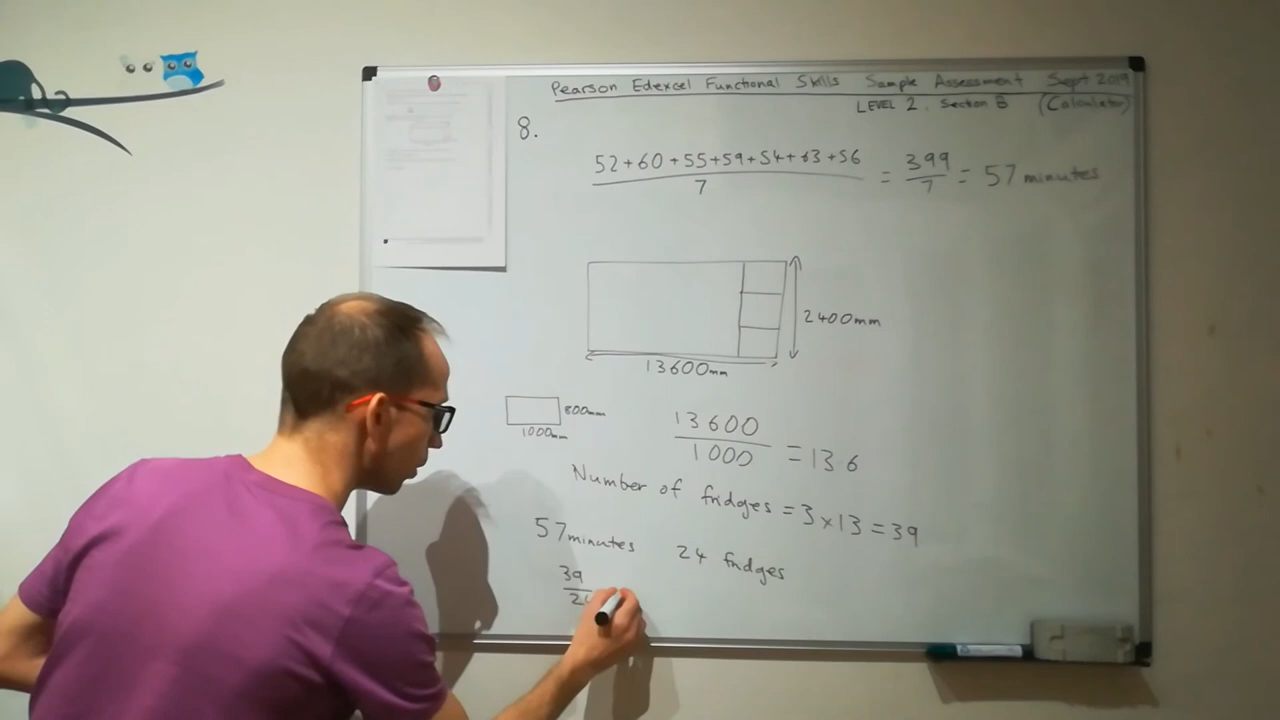 Pearson Edexcel Functional Skills Sample Assessment Sept 2019
LEVEL 2. Section B (Calculator)
8.
52+60+55+59+54+63+56
7
= 399
7
= 57 minutes
2400mm
13600mm
800mm
1000mm
13600
1000
= 13.6
Number of fridges = 3 × 13 = 39
57 minutes 24 fridges
39
24